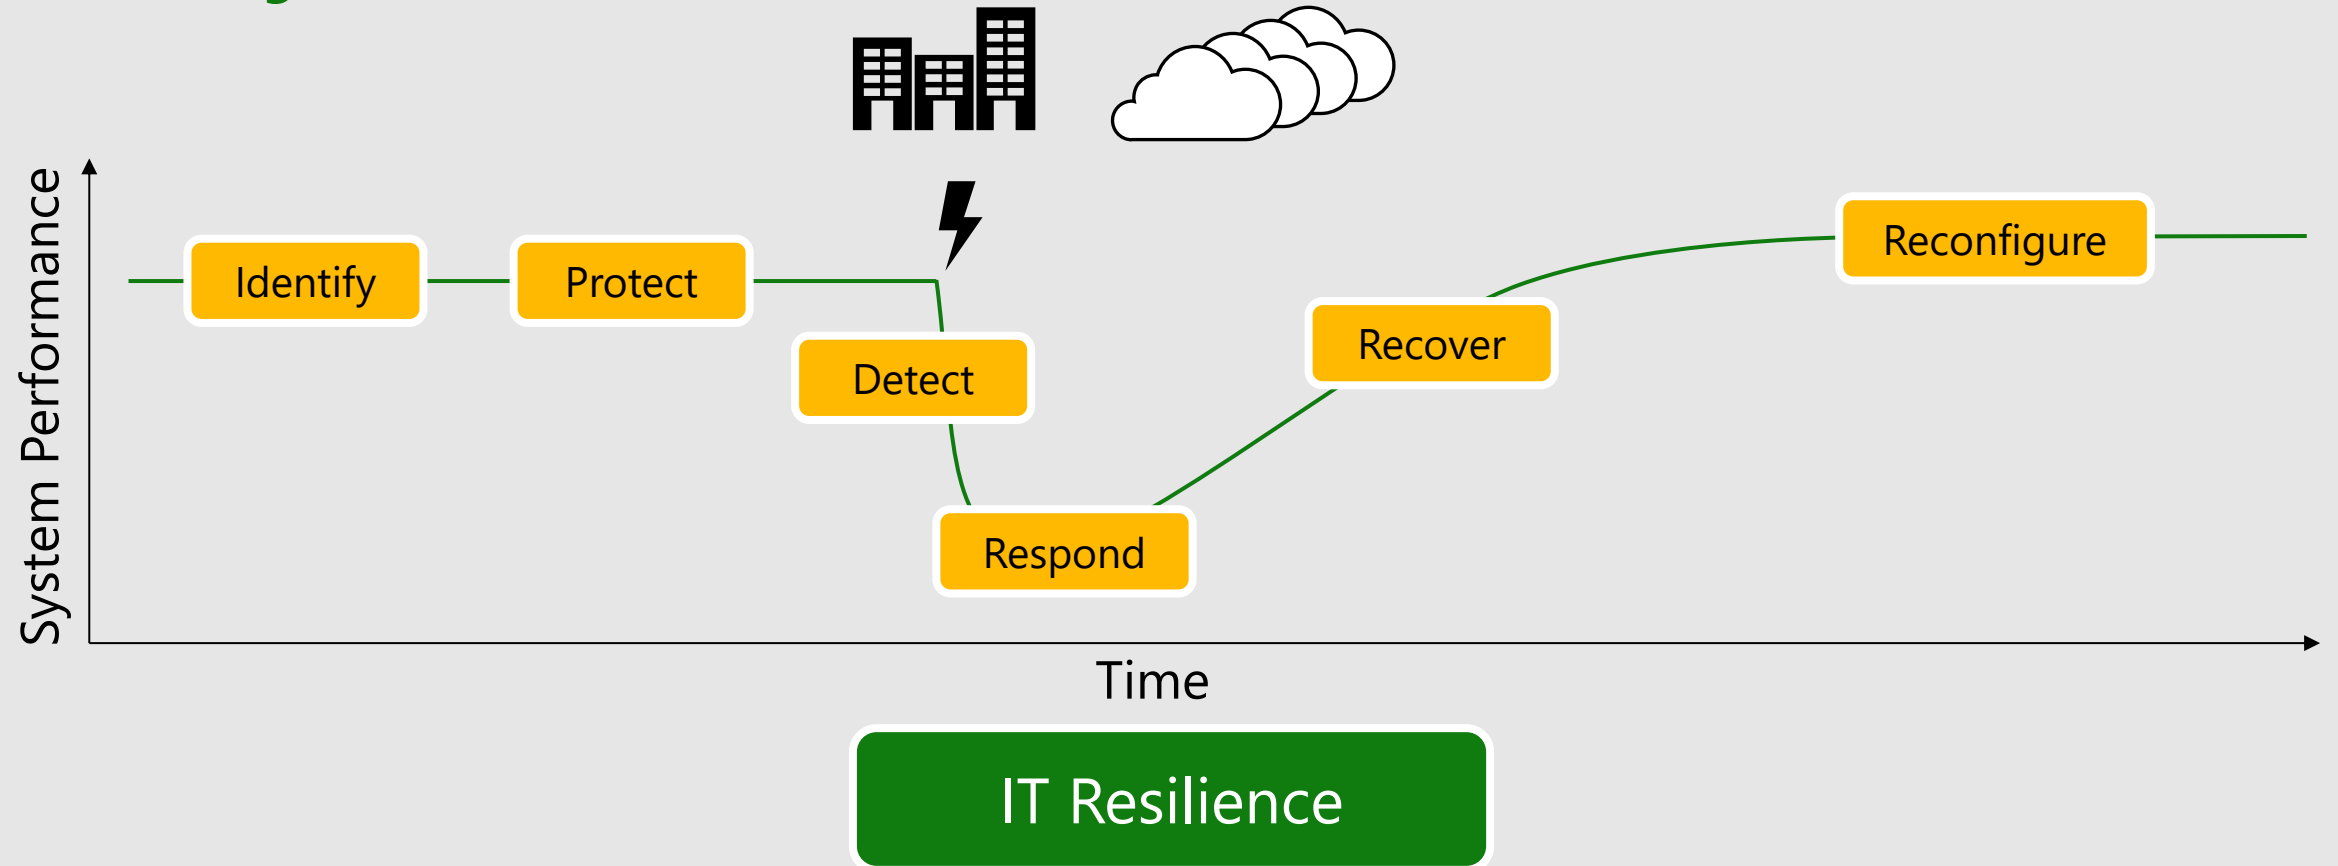 System Performance
Identify
Protect
Detect
Respond
Recover
Reconfigure
Time
IT Resilience